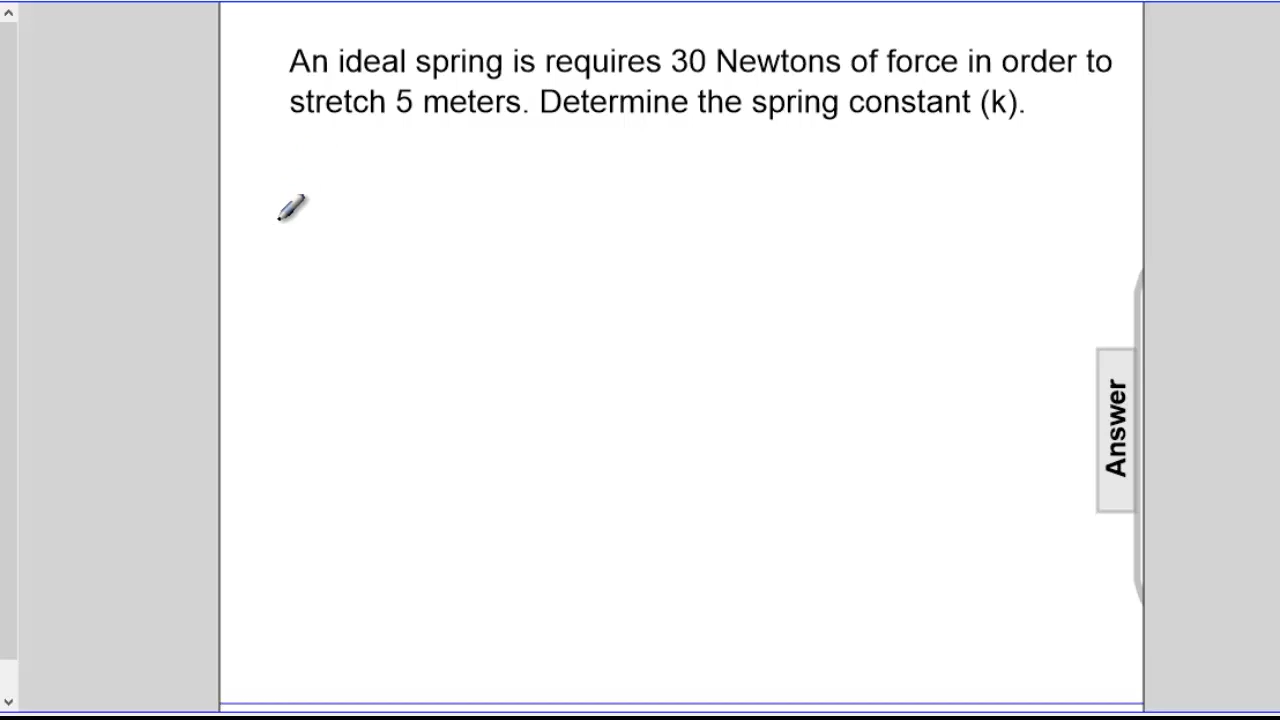 An ideal spring is requires 30 Newtons of force in order to
stretch 5 meters. Determine the spring constant (k).
Answer